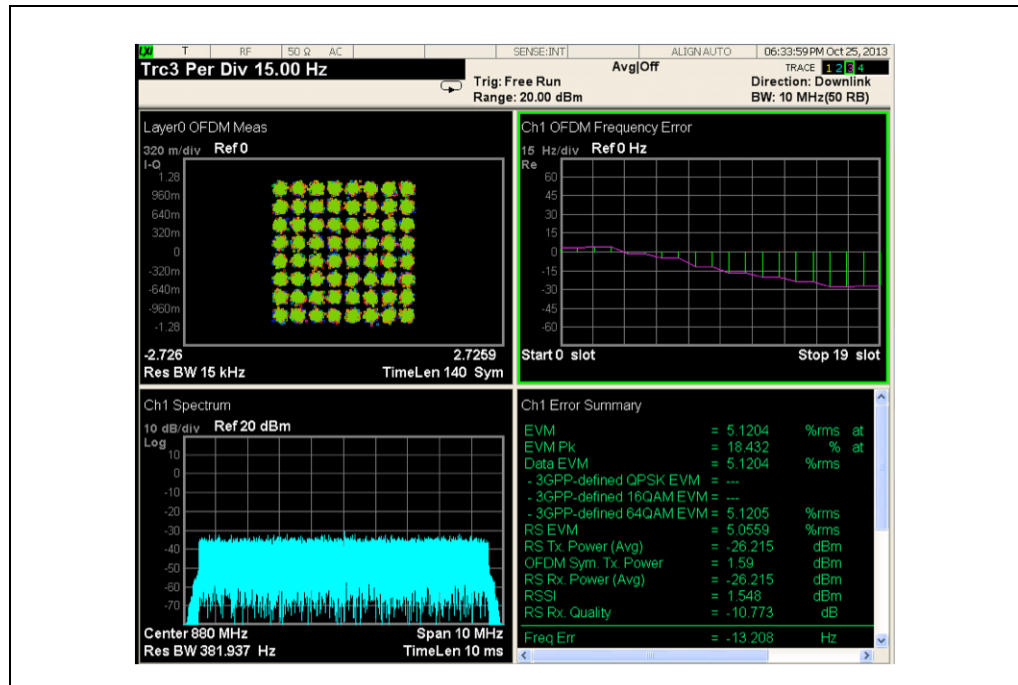 LXI T RF 50 Ω AC SENSE:INT ALIGN AUTO 06:33:59 PM Oct 25, 2013
Trc3 Per Div 15.00 Hz
Avg|Off
TRACE 1 2 3 4
Trig: Free Run
Direction: Downlink
Range: 20.00 dBm
BW: 10 MHz(50 RB)
Layer0 OFDM Meas
320 m/div Ref 0
I-Q
1.28
960m
640m
320m
0
-320m
-640m
-960m
-1.28
-2.726 2.7259
Res BW 15 kHz TimeLen 140 Sym
Ch1 OFDM Frequency Error
15 Hz/div Ref 0 Hz
Re
60
45
30
15
0
-15
-30
-45
-60
Start 0 slot Stop 19 slot
Ch1 Spectrum
10 dB/div Ref 20 dBm
Log
10
0
-10
-20
-30
-40
-50
-60
-70
Center 880 MHz Span 10 MHz
Res BW 381.937 Hz TimeLen 10 ms
Ch1 Error Summary
EVM = 5.1204 %rms at
EVM Pk = 18.432 % at
Data EVM = 5.1204 %rms
- 3GPP-defined QPSK EVM = ---
- 3GPP-defined 16QAM EVM = ---
- 3GPP-defined 64QAM EVM = 5.1205 %rms
RS EVM = 5.0559 %rms
RS Tx. Power (Avg) = -26.215 dBm
OFDM Sym. Tx. Power = 1.59 dBm
RS Rx. Power (Avg) = -26.215 dBm
RSSI = 1.548 dBm
RS Rx. Quality = -10.773 dB
Freq Err = -13.208 Hz